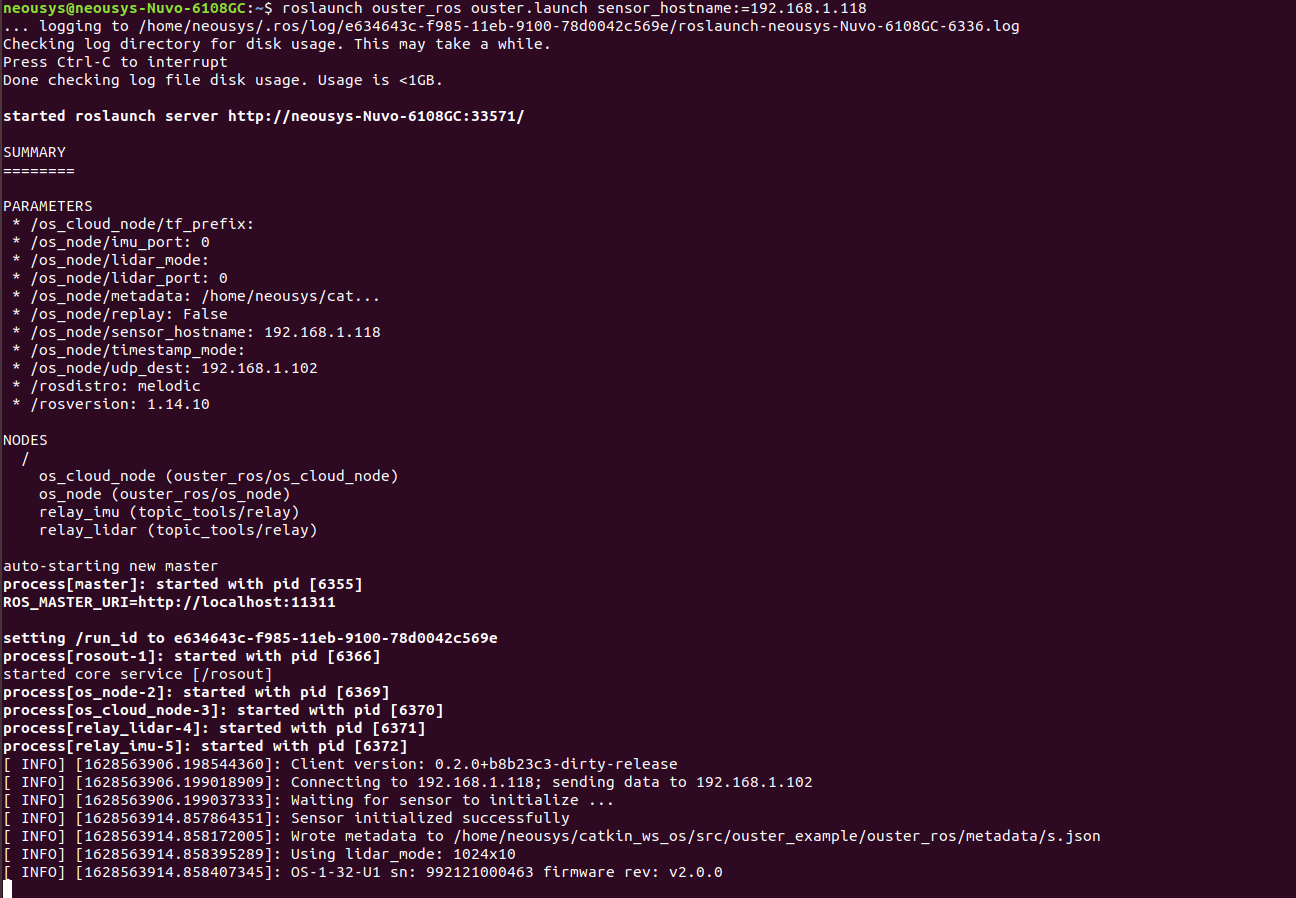 neousys@neousys-Nuvo-6108GC:~$ roslaunch ouster_ros ouster.launch sensor_hostname:=192.168.1.118
... logging to /home/neousys/.ros/log/e634643c-f985-11eb-9100-78d0042c569e/roslaunch-neousys-Nuvo-6108GC-6336.log
Checking log directory for disk usage. This may take a while.
Press Ctrl-C to interrupt
Done checking log file disk usage. Usage is <1GB.

started roslaunch server http://neousys-Nuvo-6108GC:33571/

SUMMARY
========

PARAMETERS
 * /os_cloud_node/tf_prefix:
 * /os_node/imu_port: 0
 * /os_node/lidar_mode:
 * /os_node/lidar_port: 0
 * /os_node/metadata: /home/neousys/cat...
 * /os_node/replay: False
 * /os_node/sensor_hostname: 192.168.1.118
 * /os_node/timestamp_mode:
 * /os_node/udp_dest: 192.168.1.102
 * /rosdistro: melodic
 * /rosversion: 1.14.10

NODES
  /
    os_cloud_node (ouster_ros/os_cloud_node)
    os_node (ouster_ros/os_node)
    relay_imu (topic_tools/relay)
    relay_lidar (topic_tools/relay)

auto-starting new master
process[master]: started with pid [6355]
ROS_MASTER_URI=http://localhost:11311

setting /run_id to e634643c-f985-11eb-9100-78d0042c569e
process[rosout-1]: started with pid [6366]
started core service [/rosout]
process[os_node-2]: started with pid [6369]
process[os_cloud_node-3]: started with pid [6370]
process[relay_lidar-4]: started with pid [6371]
process[relay_imu-5]: started with pid [6372]
[ INFO] [1628563906.198544360]: Client version: 0.2.0+b8b23c3-dirty-release
[ INFO] [1628563906.199018909]: Connecting to 192.168.1.118; sending data to 192.168.1.102
[ INFO] [1628563906.199037333]: Waiting for sensor to initialize ...
[ INFO] [1628563914.857864351]: Sensor initialized successfully
[ INFO] [1628563914.858172005]: Wrote metadata to /home/neousys/catkin_ws_os/src/ouster_example/ouster_ros/metadata/s.json
[ INFO] [1628563914.858395289]: Using lidar_mode: 1024x10
[ INFO] [1628563914.858407345]: OS-1-32-U1 sn: 992121000463 firmware rev: v2.0.0